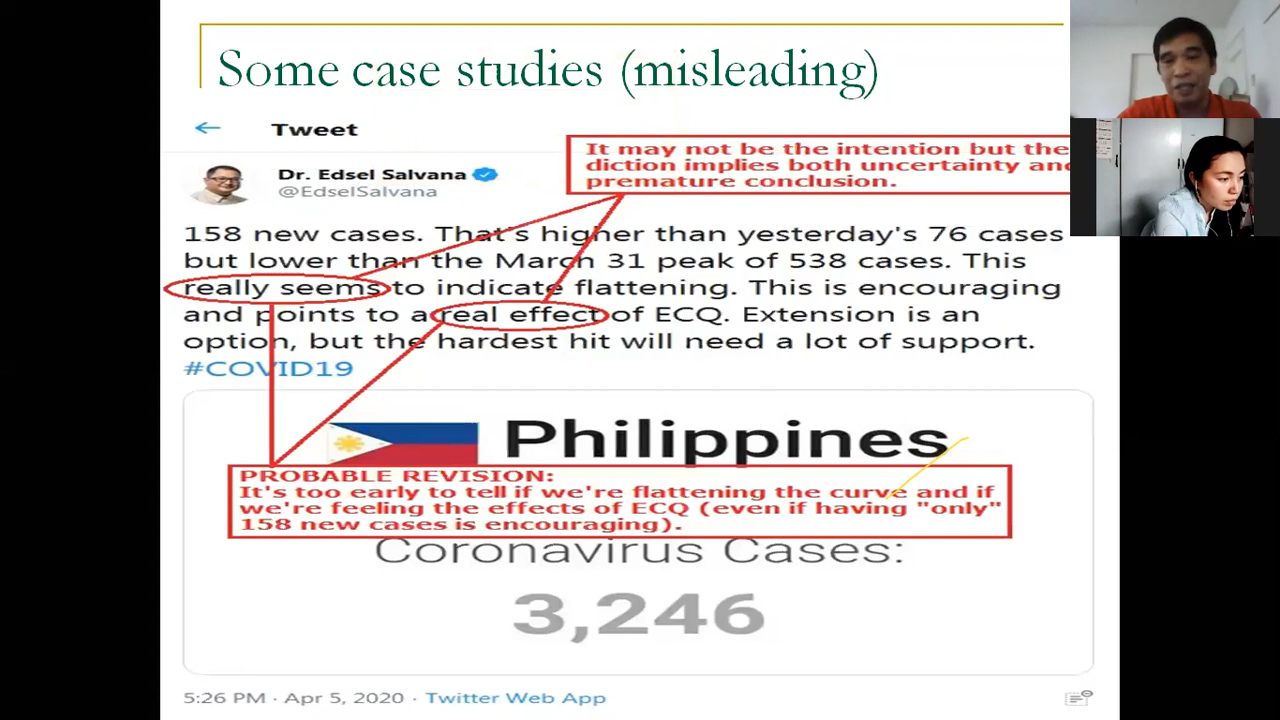 Some case studies (misleading)
Tweet
It may not be the intention but the
diction implies both uncertainty and
premature conclusion.
Dr. Edsel Salvana
@EdselSalvana
158 new cases. That's higher than yesterday's 76 cases
but lower than the March 31 peak of 538 cases. This
really seems to indicate flattening. This is encouraging
and points to a real effect of ECQ. Extension is an
option, but the hardest hit will need a lot of support.
#COVID19
Philippines
PROBABLE REVISION:
It's too early to tell if we're flattening the curve and if
we're feeling the effects of ECQ (even if having "only"
158 new cases is encouraging).
Coronavirus Cases:
3,246
5:26 PM · Apr 5, 2020 · Twitter Web App